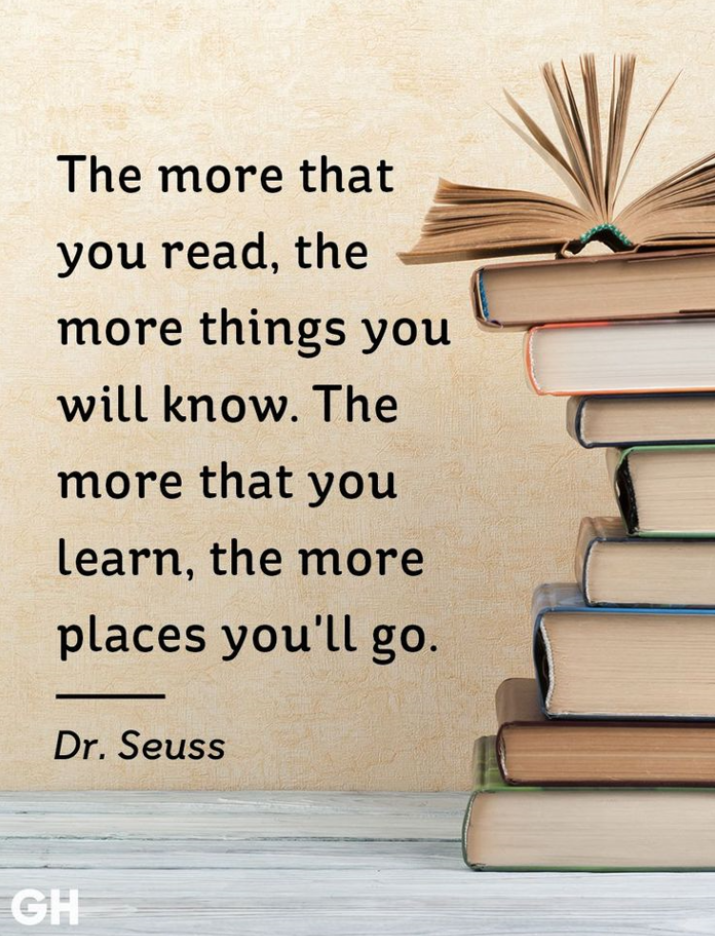 The more that
you read, the
more things you
will know. The
more that you
learn, the more
places you'll go.
Dr. Seuss
GH